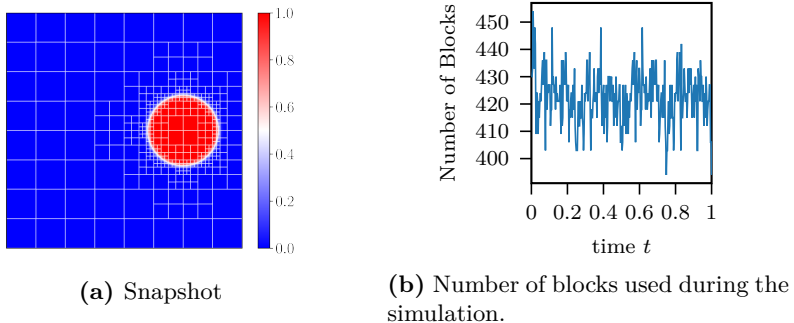 1.0
0.8
0.6
0.4
0.2
0.0
(a) Snapshot
Number of Blocks
450
440
430
420
410
400
0 0.2 0.4 0.6 0.8 1
time t
(b) Number of blocks used during the
simulation.